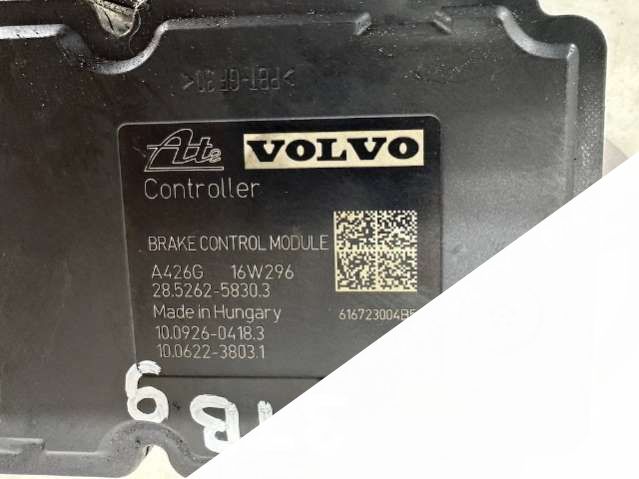 >PBT-GF30<
Ate VOLVO
Controller
BRAKE CONTROL MODULE
A426G 16W296
28.5262-5830.3
Made in Hungary 616723004B
10.0926-0418.3
10.0622-3803.1